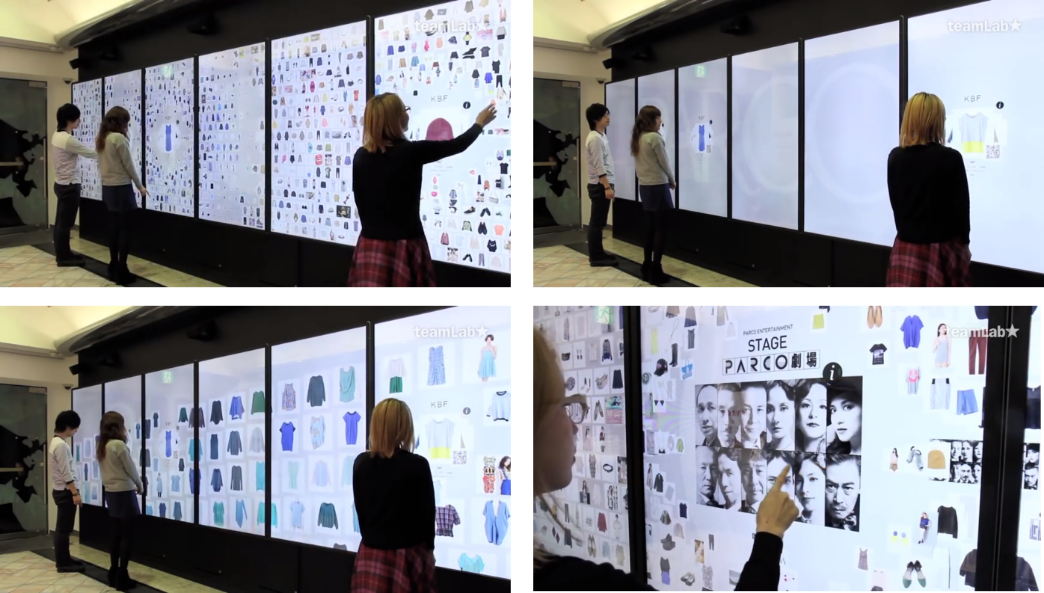 teamLab★
KBF
i
teamLab★
KBF
i
teamLab★
KBF
i
teamLab★
PARCO ENTERTAINMENT
STAGE
PARCO劇場
i